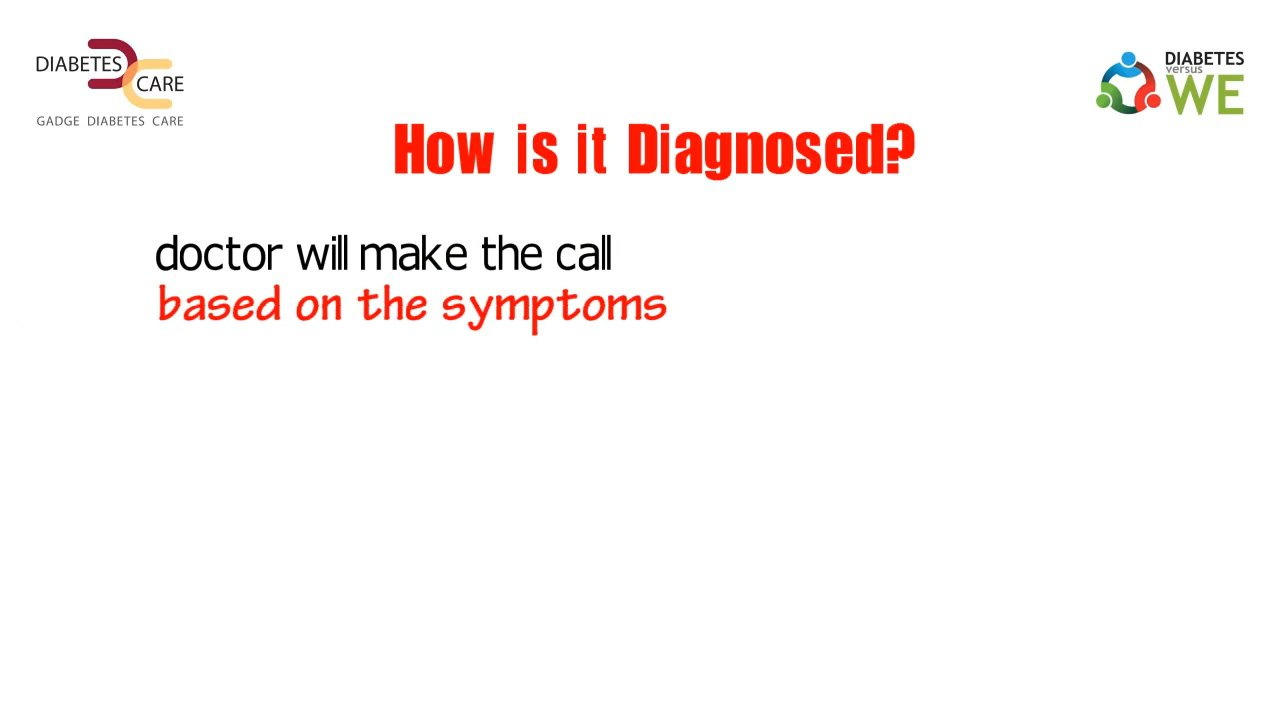 DIABETES
CARE
GADGE DIABETES CARE
DIABETES
versus
WE
How is it Diagnosed?
doctor will make the call
based on the symptoms